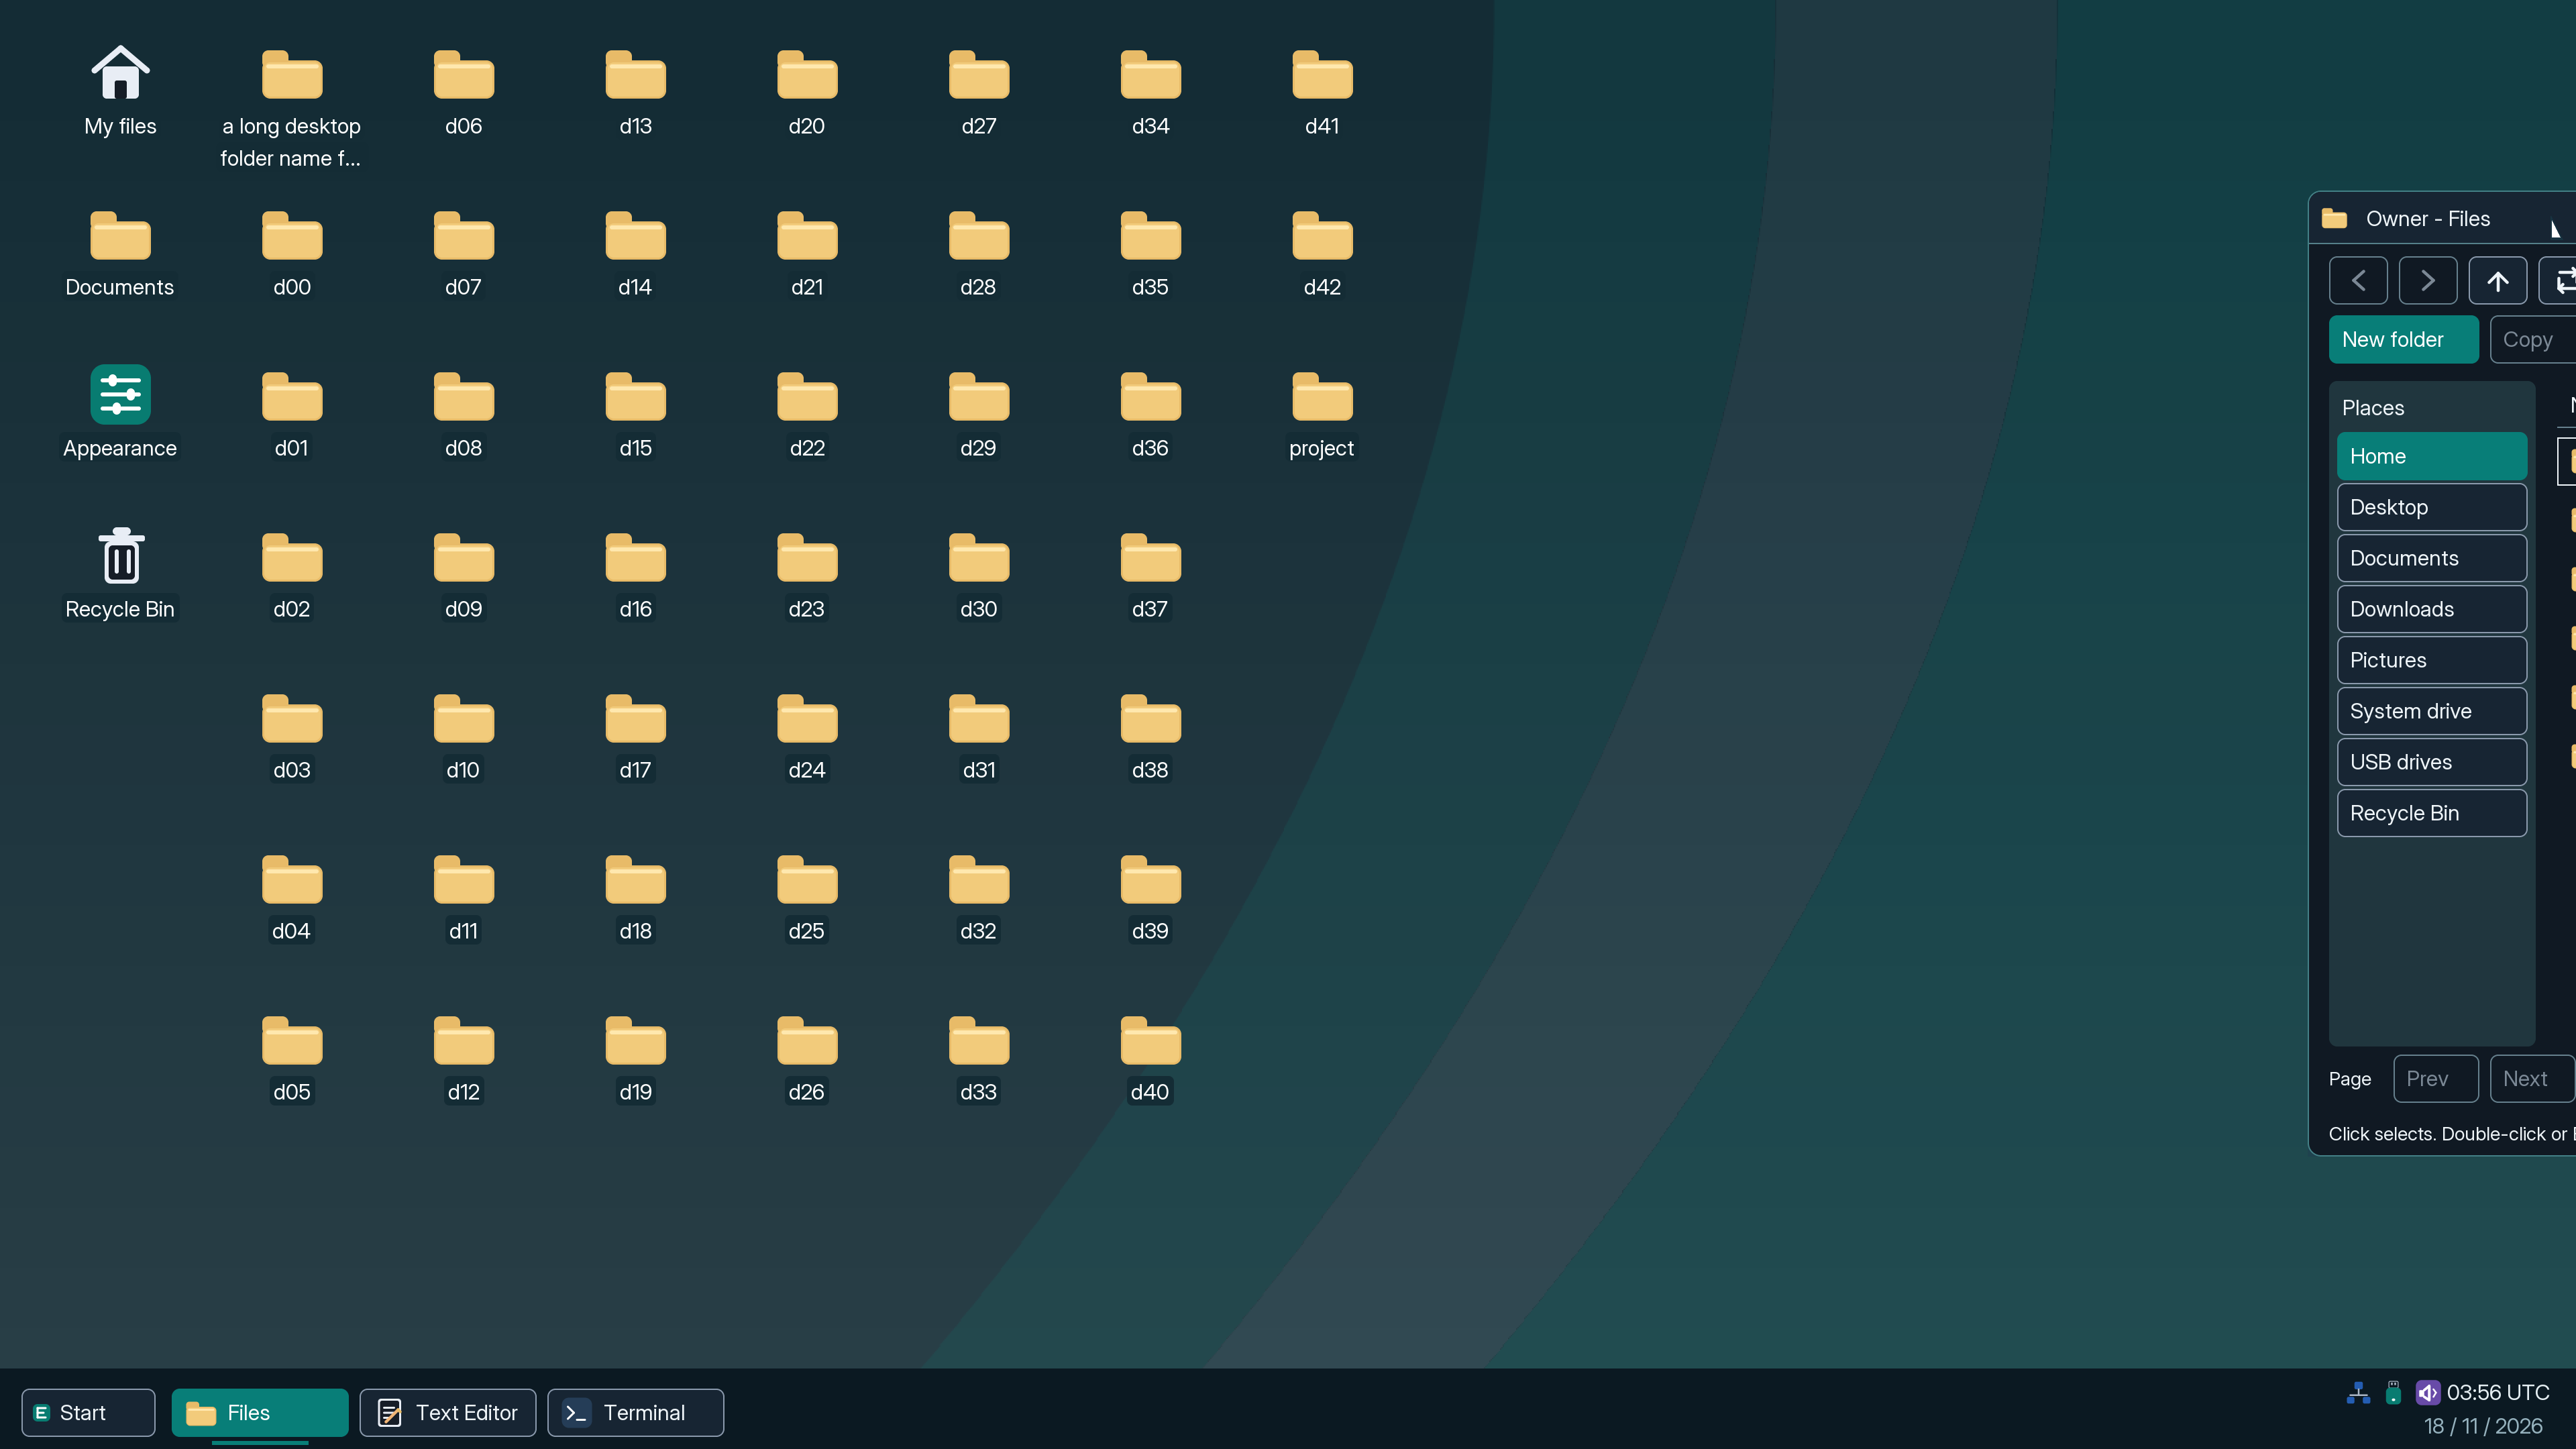 My files
a long desktop
folder name f...
d06
d13
d20
d27
d34
d41
Documents
d00
d07
d14
d21
d28
d35
d42
Appearance
d01
d08
d15
d22
d29
d36
project
Recycle Bin
d02
d09
d16
d23
d30
d37
d03
d10
d17
d24
d31
d38
d04
d11
d18
d25
d32
d39
d05
d12
d19
d26
d33
d40
Owner - Files
New folder
Copy
Places
Home
Desktop
Documents
Downloads
Pictures
System drive
USB drives
Recycle Bin
Page
Prev
Next
Click selects. Double-click or
Start
Files
Text Editor
Terminal
03:56 UTC
18 / 11 / 2026